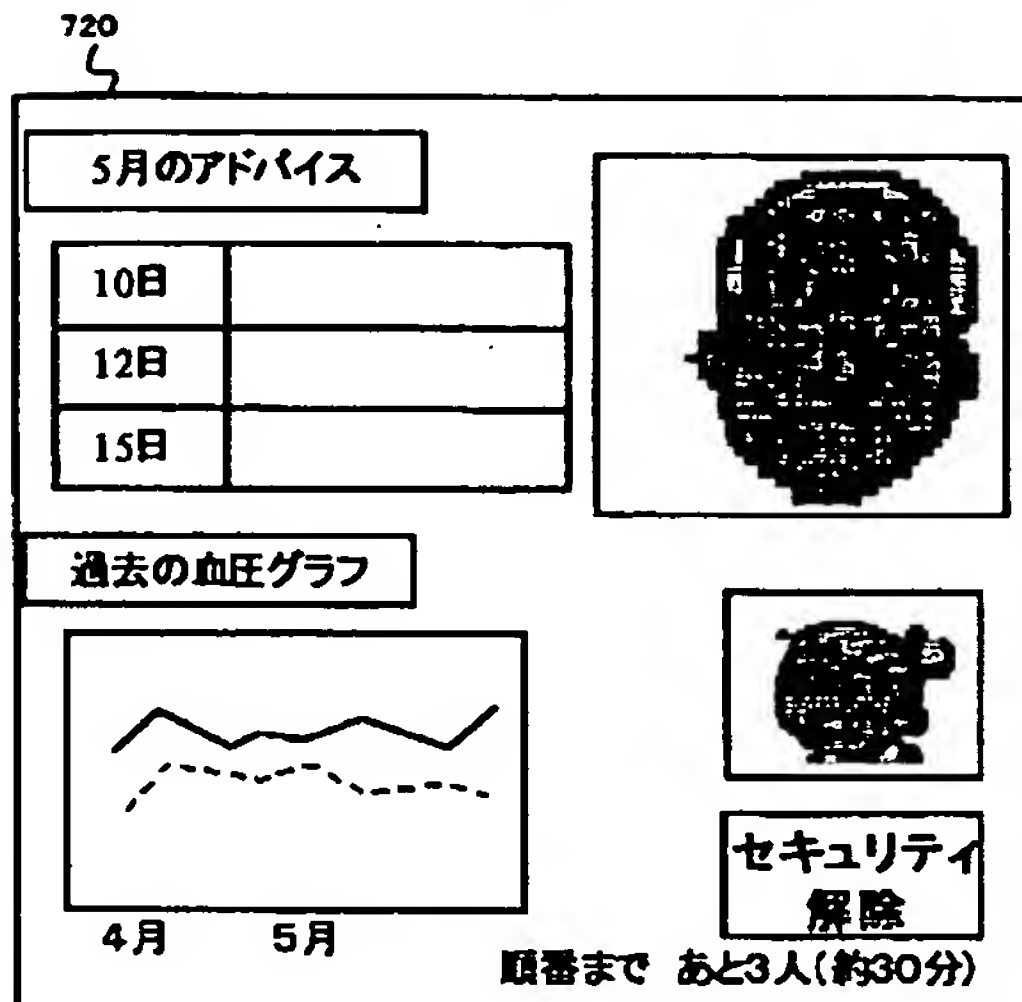 720
5月のアドバイス
10日
12日
15日
過去の血圧グラフ
4月 5月
セキュリティ
解除
順番まで あと3人(約30分)